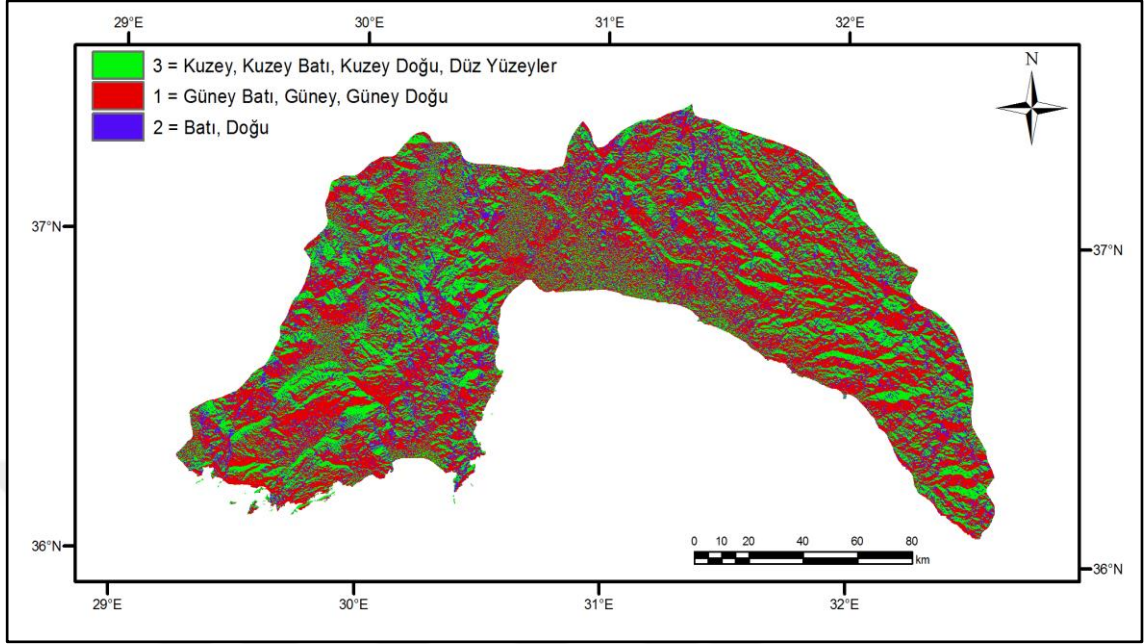 29°E 30°E 31°E 32°E
3 = Kuzey, Kuzey Batı, Kuzey Doğu, Düz Yüzeyler
1 = Güney Batı, Güney, Güney Doğu
2 = Batı, Doğu
N
37°N
37°N
36°N
36°N
0 10 20 40 60 80
km
29°E 30°E 31°E 32°E